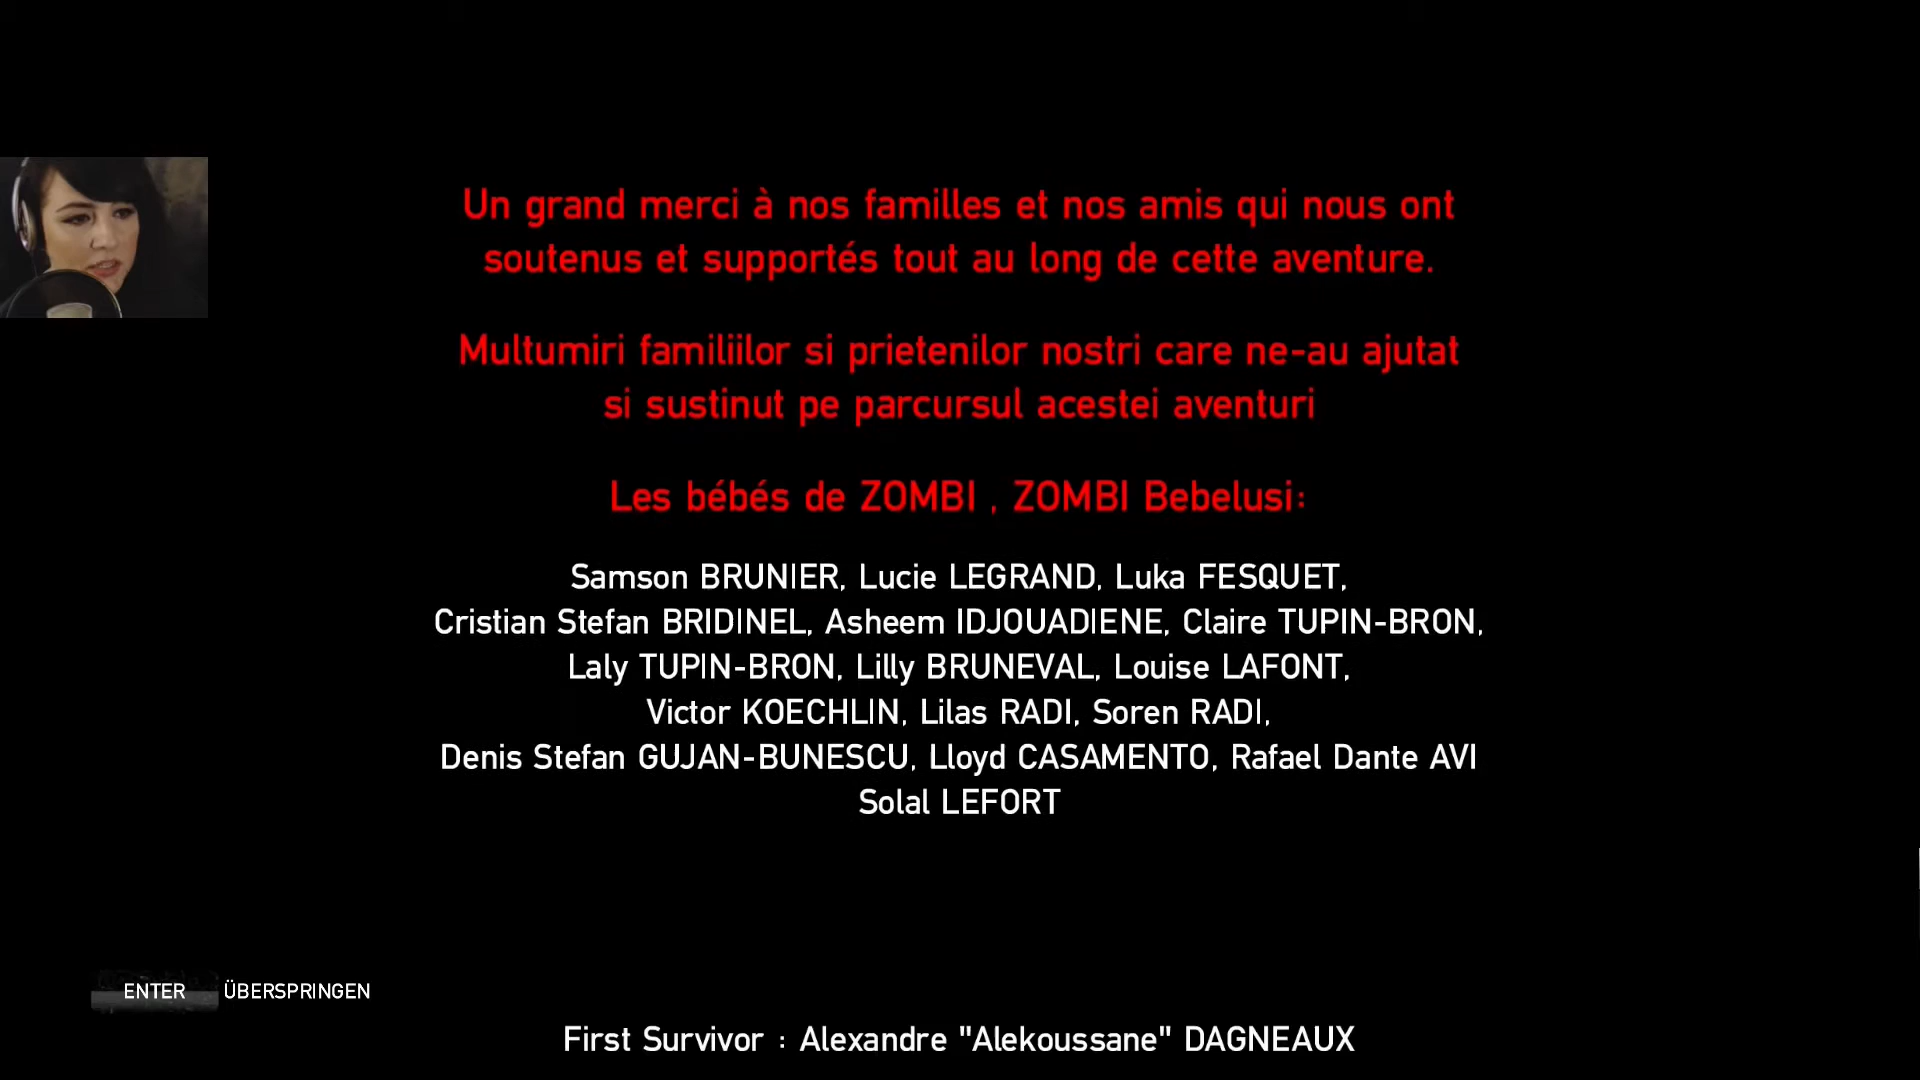 Un grand merci à nos familles et nos amis qui nous ont
soutenus et supportés tout au long de cette aventure.
Multumiri familiilor si prietenilor nostri care ne-au ajutat
si sustinut pe parcursul acestei aventuri
Les bébés de ZOMBI , ZOMBI Bebelusi:
Samson BRUNIER, Lucie LEGRAND, Luka FESQUET,
Cristian Stefan BRIDINEL, Asheem IDJOUADIENE, Claire TUPIN-BRON,
Laly TUPIN-BRON, Lilly BRUNEVAL, Louise LAFONT,
Victor KOECHLIN, Lilas RADI, Soren RADI,
Denis Stefan GUJAN-BUNESCU, Lloyd CASAMENTO, Rafael Dante AVI
Solal LEFORT
ENTER ÜBERSPRINGEN
First Survivor : Alexandre "Alekoussane" DAGNEAUX